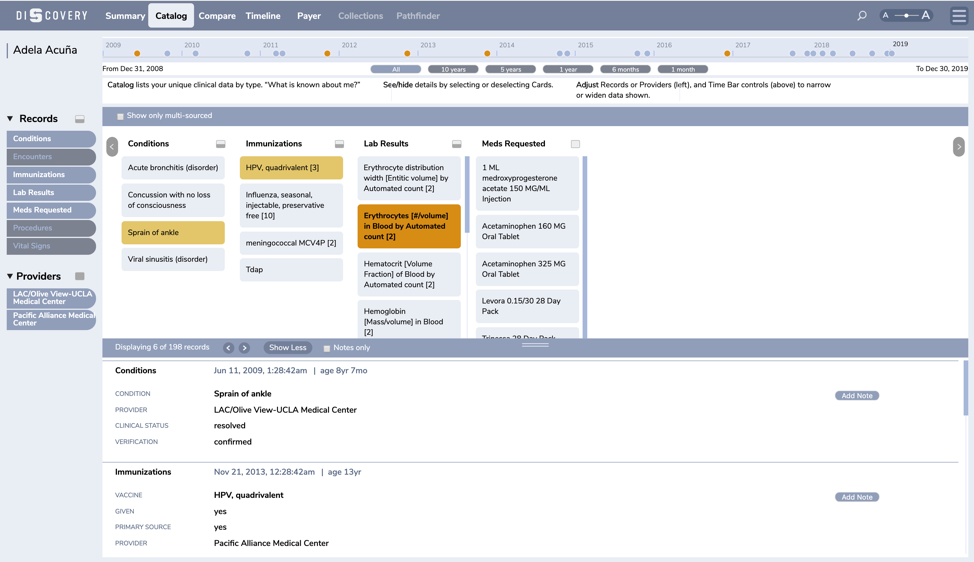 DISCOVERY
Summary Catalog Compare Timeline Payer Collections Pathfinder
A A
Adela Acuña
2009 2010 2011 2012 2013 2014 2015 2016 2017 2018 2019
From Dec 31, 2008 All 10 years 5 years 1 year 6 months 1 month To Dec 30, 2019
Catalog lists your unique clinical data by type. "What is known about me?"
See/hide details by selecting or deselecting Cards.
Adjust Records or Providers (left), and Time Bar controls (above) to narrow
or widen data shown.
Records
Conditions
Encounters
Immunizations
Lab Results
Meds Requested
Procedures
Vital Signs
Providers
LAC/Olive View-UCLA
Medical Center
Pacific Alliance Medical
Center
Show only multi-sourced
Conditions
Acute bronchitis (disorder)
Concussion with no loss
of consciousness
Sprain of ankle
Viral sinusitis (disorder)
Immunizations
HPV, quadrivalent [3]
Influenza, seasonal,
injectable, preservative
free [10]
meningococcal MCV4P [2]
Tdap
Lab Results
Erythrocyte distribution
width [Entitic volume] by
Automated count [2]
Erythrocytes [#/volume]
in Blood by Automated
count [2]
Hematocrit [Volume
Fraction] of Blood by
Automated count [2]
Hemoglobin
[Mass/volume] in Blood
[2]
Meds Requested
1 ML
medroxyprogesterone
acetate 150 MG/ML
Injection
Acetaminophen 160 MG
Oral Tablet
Acetaminophen 325 MG
Oral Tablet
Levora 0.15/30 28 Day
Pack
Displaying 6 of 198 records Show Less Notes only
Conditions Jun 11, 2009, 1:28:42am | age 8yr 7mo
CONDITION Sprain of ankle Add Note
PROVIDER LAC/Olive View-UCLA Medical Center
CLINICAL STATUS resolved
VERIFICATION confirmed
Immunizations Nov 21, 2013, 12:28:42am | age 13yr
VACCINE HPV, quadrivalent Add Note
GIVEN yes
PRIMARY SOURCE yes
PROVIDER Pacific Alliance Medical Center